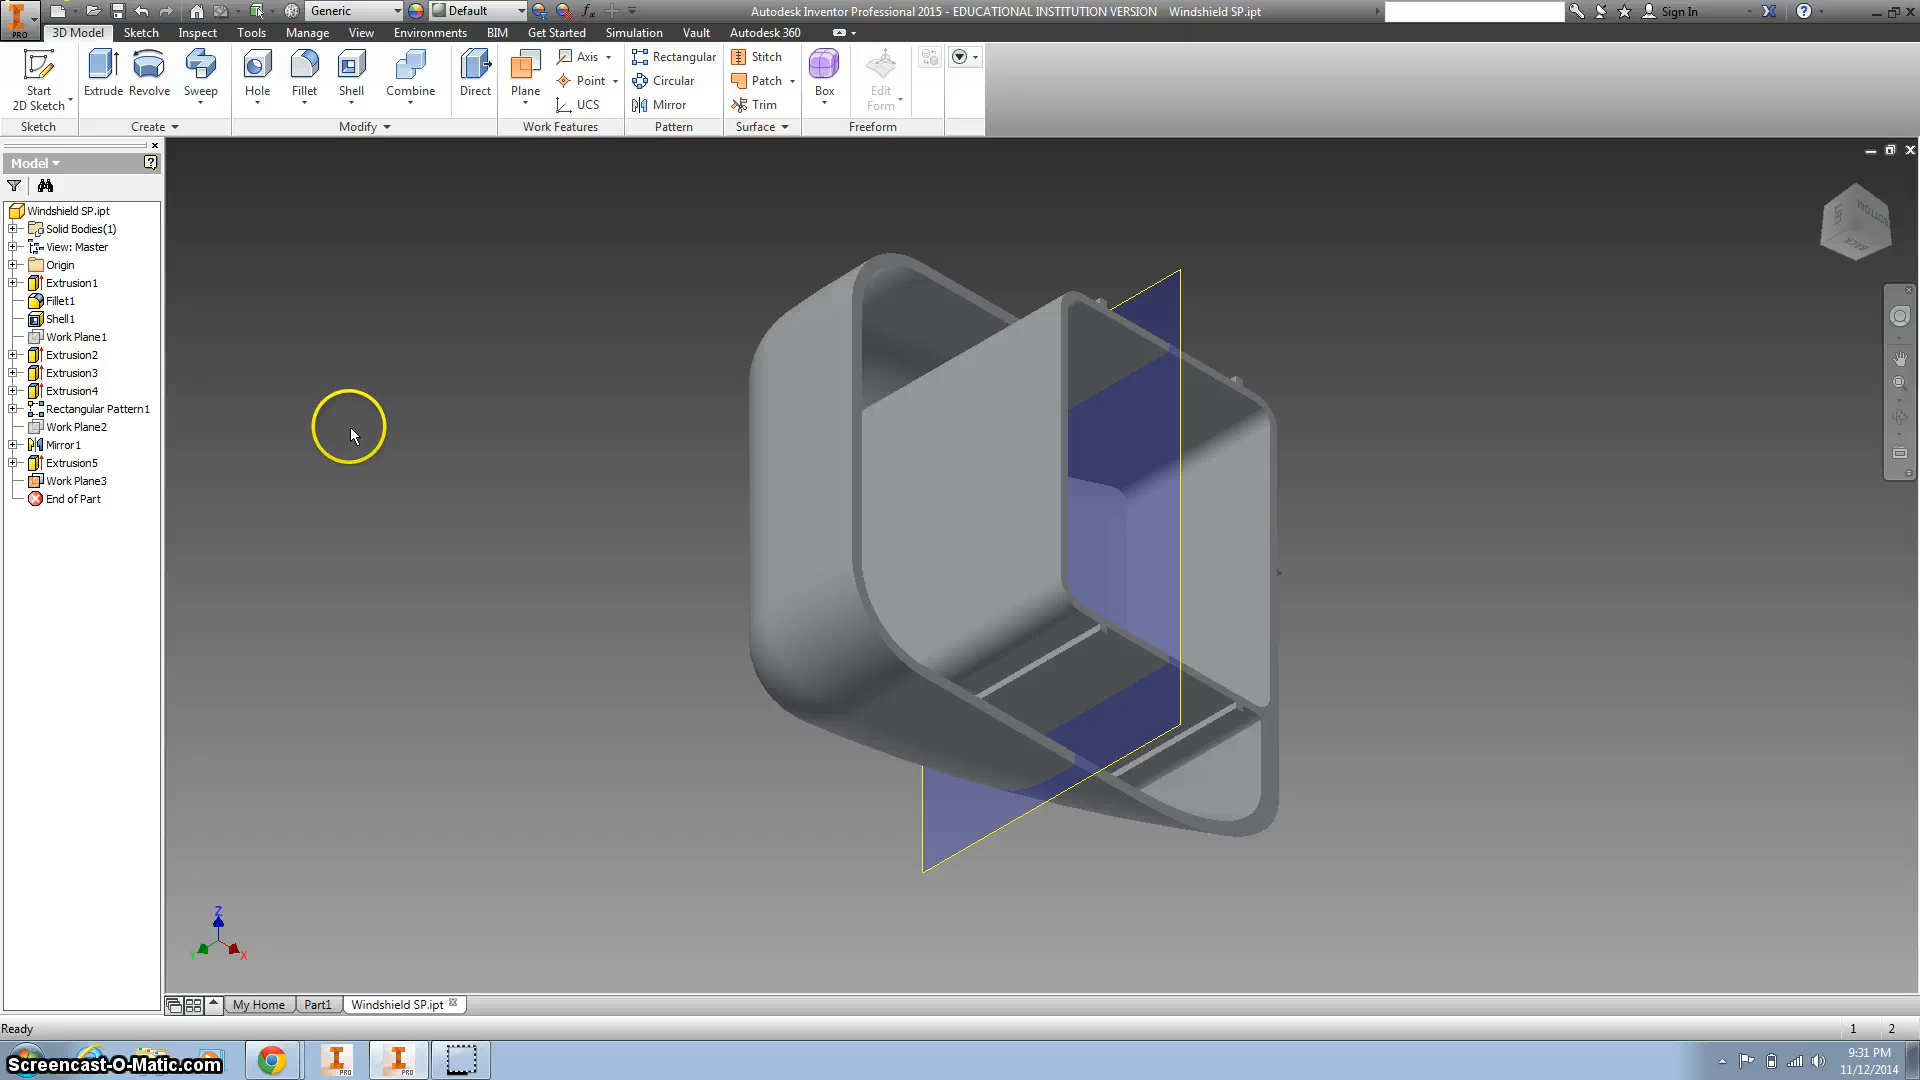 Generic
Default
Autodesk Inventor Professional 2015 - EDUCATIONAL INSTITUTION VERSION Windshield SP.ipt
Sign In
PRO
3D Model Sketch Inspect Tools Manage View Environments BIM Get Started Simulation Vault Autodesk 360
Start
2D Sketch
Extrude Revolve Sweep
Hole Fillet Shell Combine
Direct
Plane
Axis
Point
UCS
Rectangular
Circular
Mirror
Stitch
Patch
Trim
Box
Edit
Form
Sketch Create Modify Work Features Pattern Surface Freeform
Model
Windshield SP.ipt
Solid Bodies(1)
View: Master
Origin
Extrusion1
Fillet1
Shell1
Work Plane1
Extrusion2
Extrusion3
Extrusion4
Rectangular Pattern1
Work Plane2
Mirror1
Extrusion5
Work Plane3
End of Part
LEFT
BOTTOM
BACK
Z
Y
X
My Home Part1 Windshield SP.ipt
Ready
1 2
Screencast-O-Matic.com
PRO
PRO
9:31 PM
11/12/2014